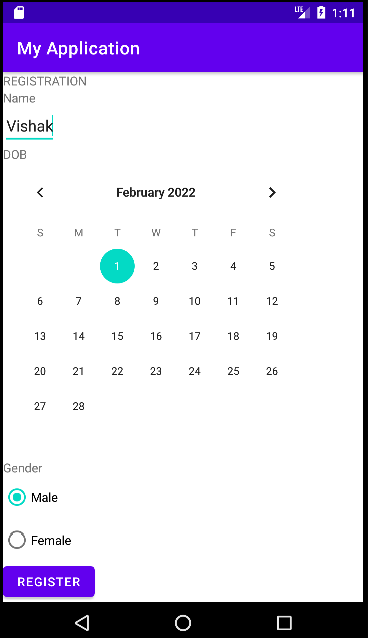 LTE 1:11
My Application
REGISTRATION
Name
Vishak
DOB
February 2022
S M T W T F S
1 2 3 4 5
6 7 8 9 10 11 12
13 14 15 16 17 18 19
20 21 22 23 24 25 26
27 28
Gender
Male
Female
REGISTER